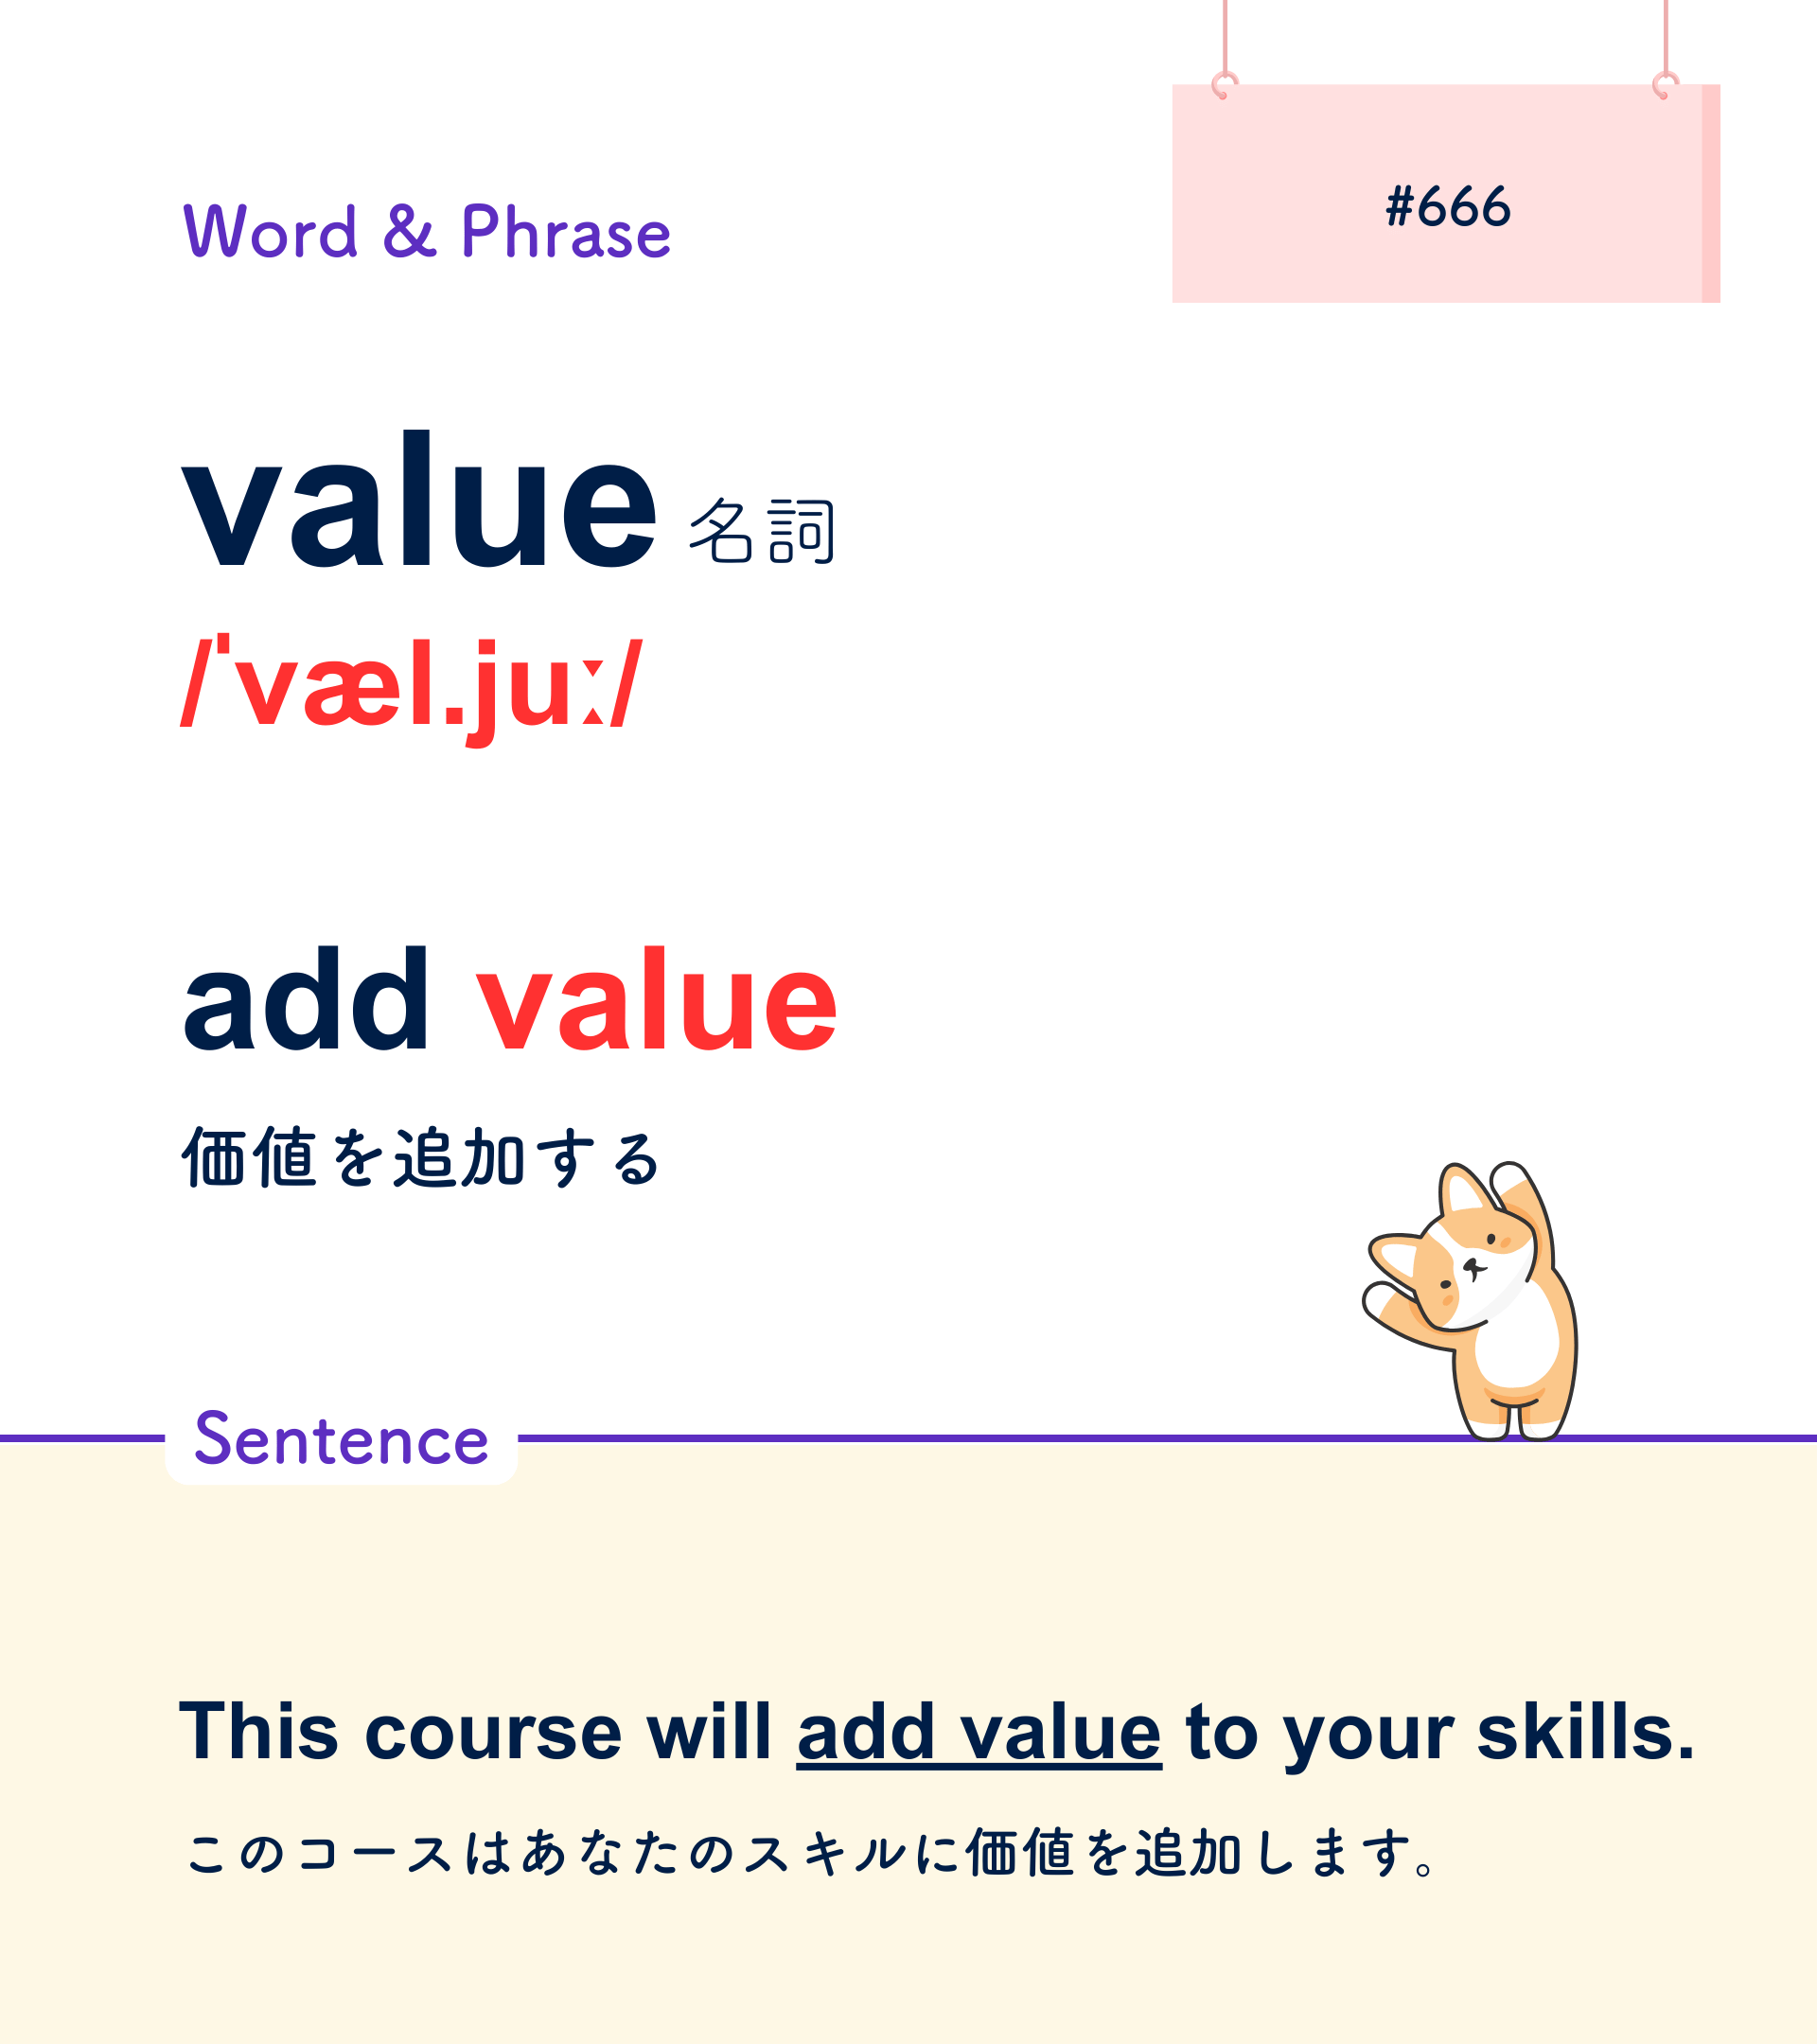 #666
Word & Phrase
value 名詞
/ˈvæl.juː/
add value
価値を追加する
Sentence
This course will add value to your skills.
このコースはあなたのスキルに価値を追加します。